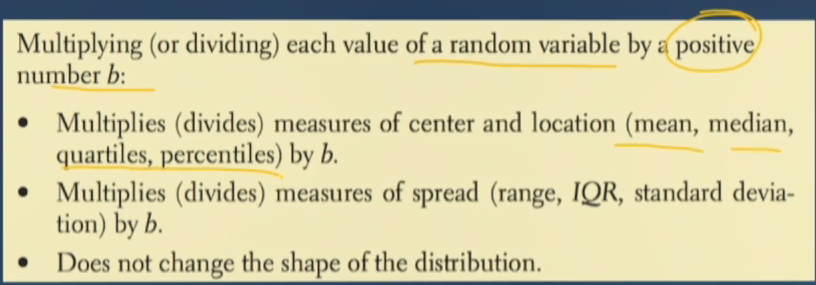 Multiplying (or dividing) each value of a random variable by a positive
number b:
• Multiplies (divides) measures of center and location (mean, median,
quartiles, percentiles) by b.
• Multiplies (divides) measures of spread (range, IQR, standard devia-
tion) by b.
• Does not change the shape of the distribution.